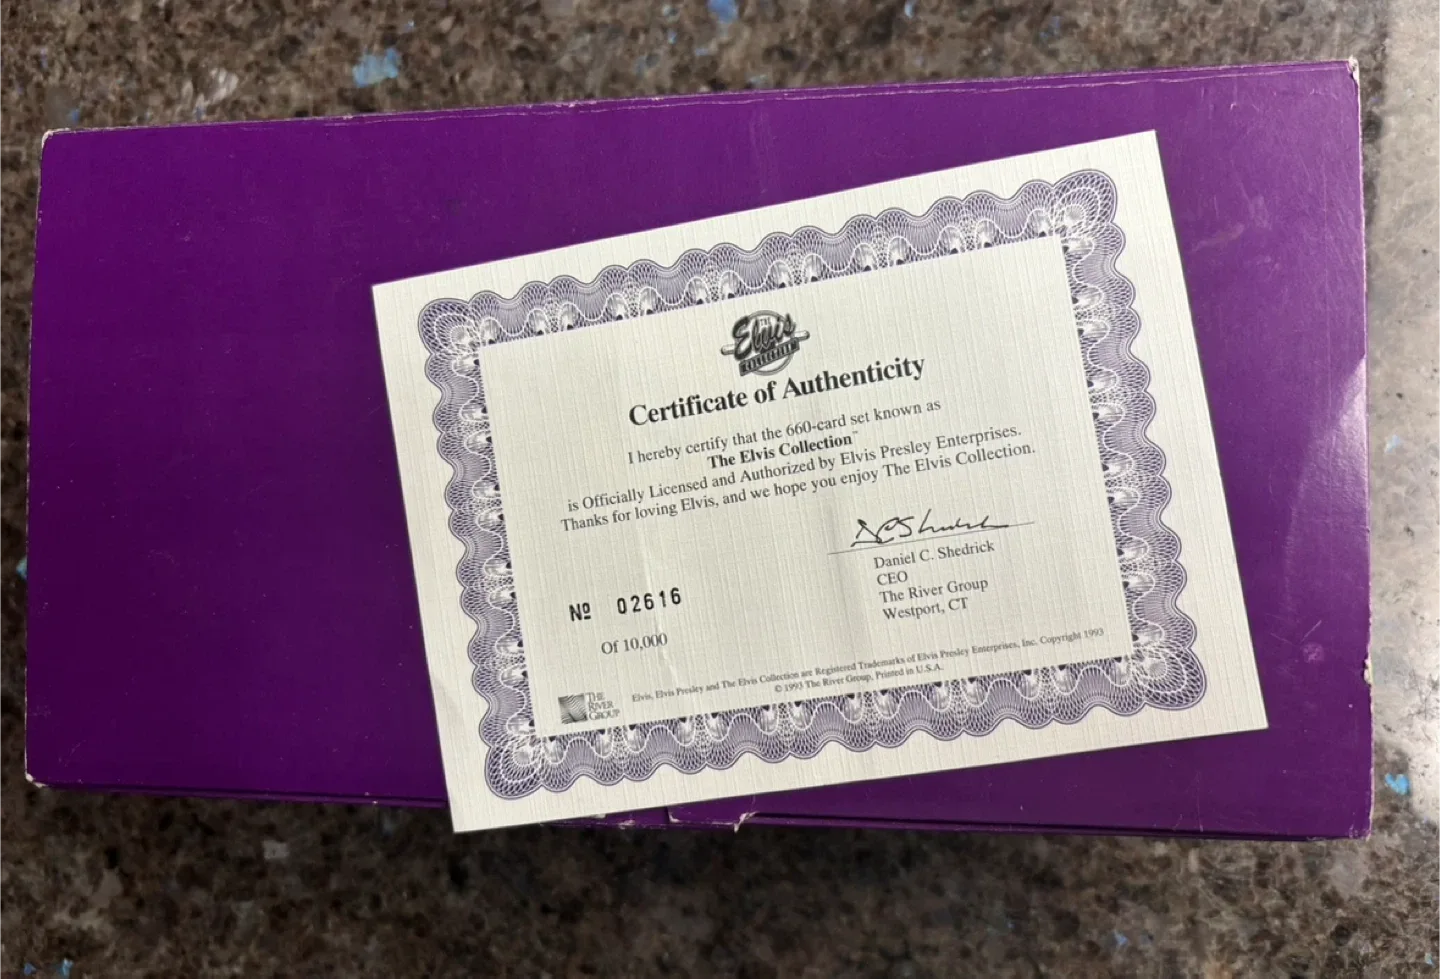 THE
Elvis
COLLECTION
Certificate of Authenticity
I hereby certify that the 660-card set known as
The Elvis Collection™
is Officially Licensed and Authorized by Elvis Presley Enterprises.
Thanks for loving Elvis, and we hope you enjoy The Elvis Collection.
DCShedrick
Daniel C. Shedrick
CEO
The River Group
Westport, CT
Nº 02616
Of 10,000
THE
RIVER
GROUP
Elvis, Elvis Presley and The Elvis Collection are Registered Trademarks of Elvis Presley Enterprises, Inc. Copyright 1993
© 1993 The River Group, Printed in U.S.A.